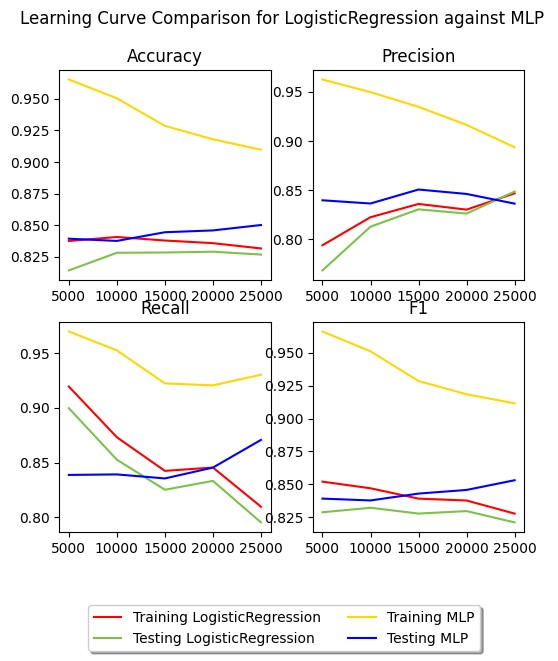 Learning Curve Comparison for LogisticRegression against MLP
Accuracy
0.950
0.925
0.900
0.875
0.850
0.825
5000 10000 15000 20000 25000
Precision
0.95
0.90
0.85
0.80
5000 10000 15000 20000 25000
Recall
0.95
0.90
0.85
0.80
5000 10000 15000 20000 25000
F1
0.950
0.925
0.900
0.875
0.850
0.825
5000 10000 15000 20000 25000
Training LogisticRegression
Testing LogisticRegression
Training MLP
Testing MLP